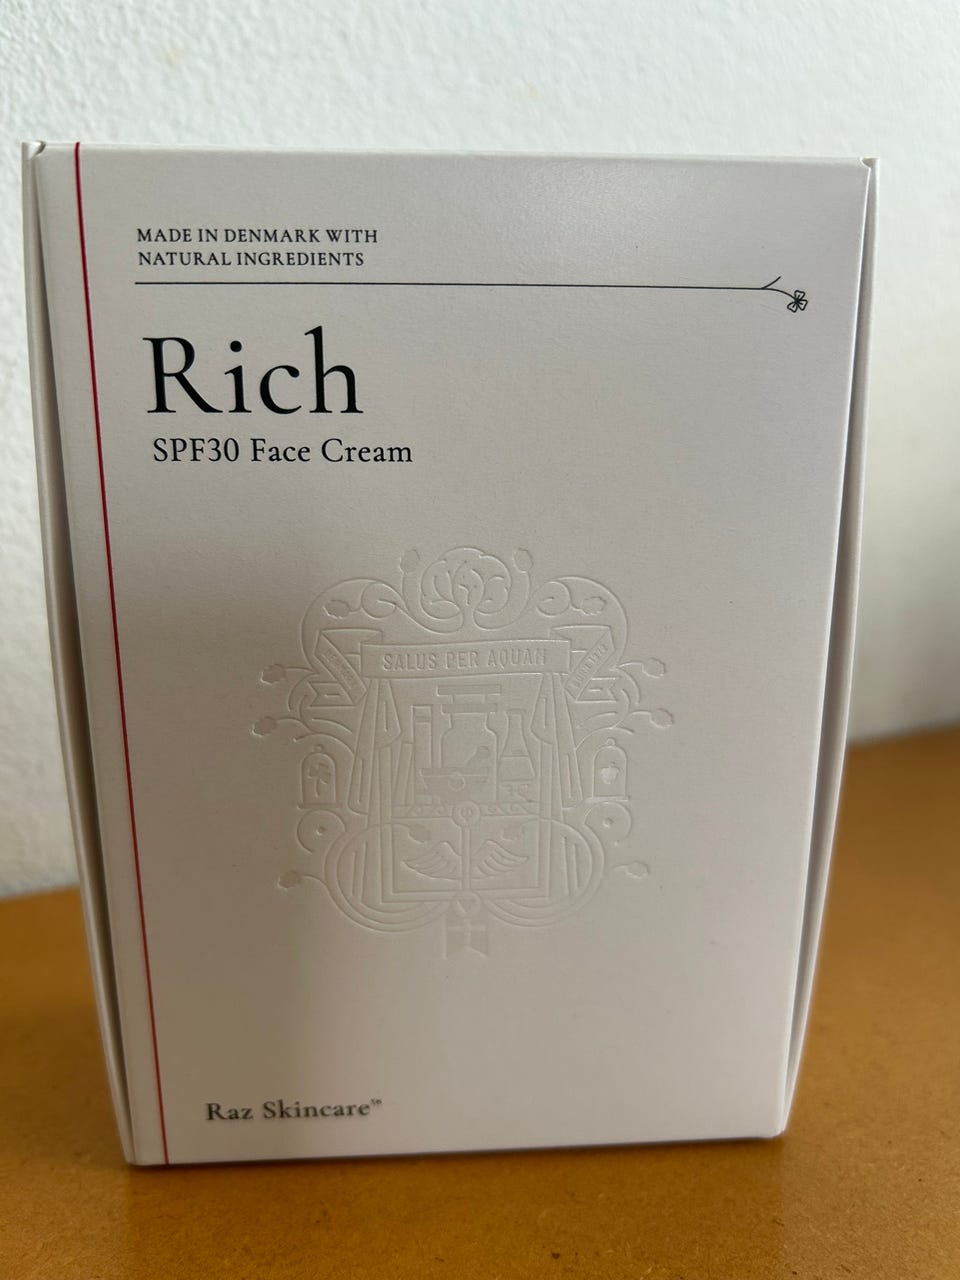 MADE IN DENMARK WITH
NATURAL INGREDIENTS
Rich
SPF30 Face Cream
SALUS PER AQUAM
Raz Skincare